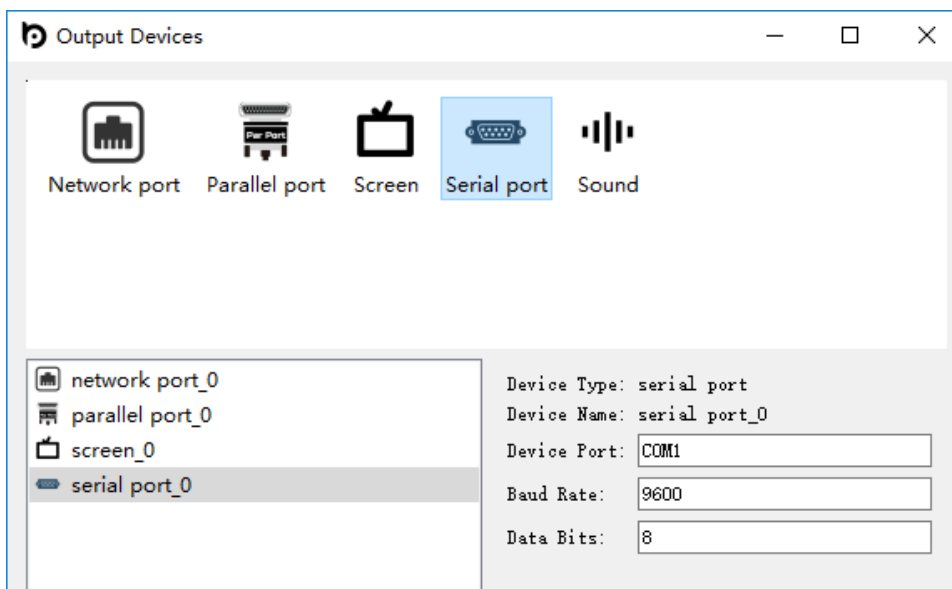 Output Devices
Par Port
Network port Parallel port Screen Serial port Sound
network port_0
parallel port_0
screen_0
serial port_0
Device Type: serial port
Device Name: serial port_0
Device Port: COM1
Baud Rate: 9600
Data Bits: 8